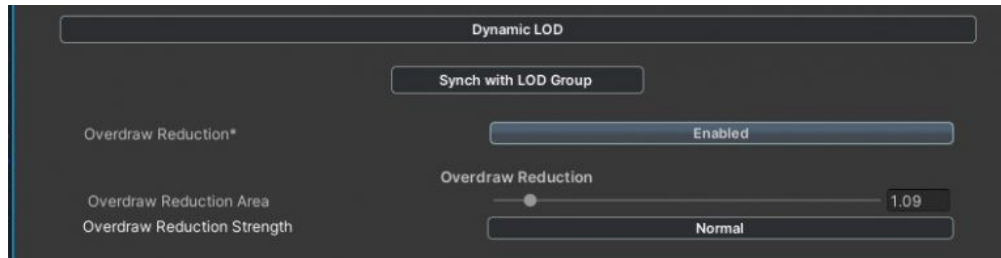 Dynamic LOD
Synch with LOD Group
Overdraw Reduction* Enabled
Overdraw Reduction
Overdraw Reduction Area 1.09
Overdraw Reduction Strength Normal